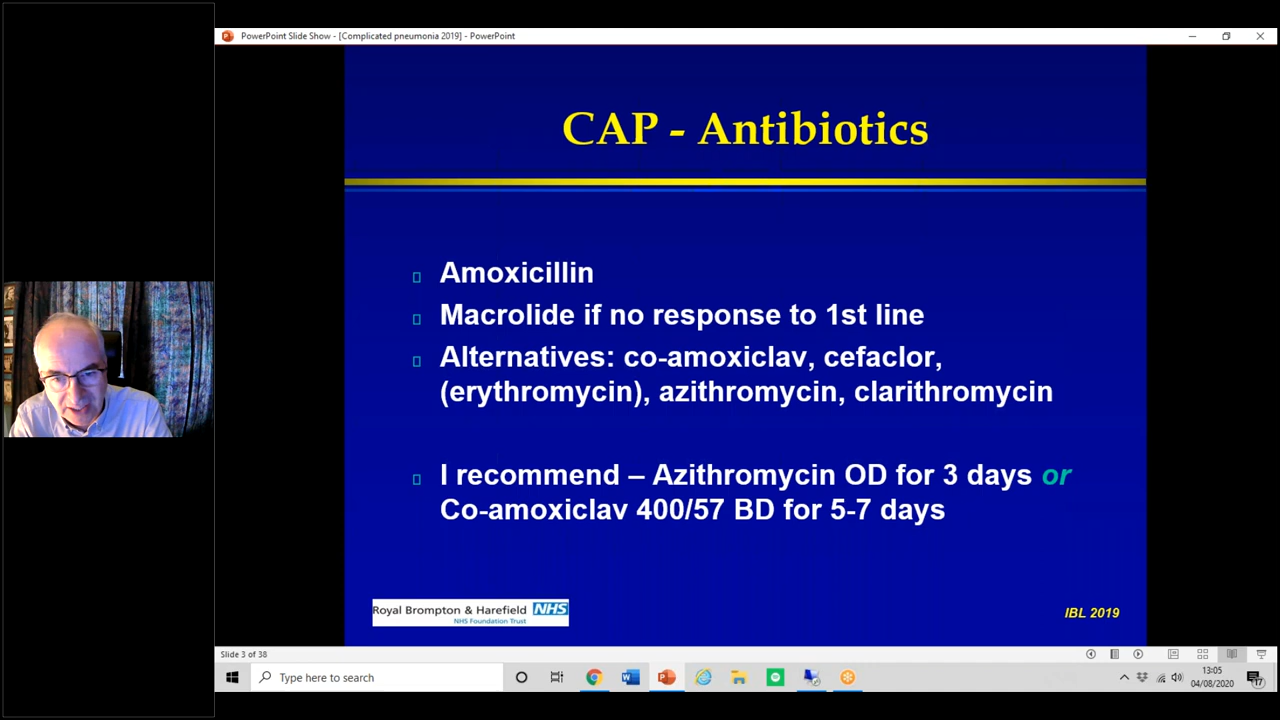 PowerPoint Slide Show - [Complicated pneumonia 2019] - PowerPoint
CAP - Antibiotics
Amoxicillin
Macrolide if no response to 1st line
Alternatives: co-amoxiclav, cefaclor,
(erythromycin), azithromycin, clarithromycin
I recommend – Azithromycin OD for 3 days or
Co-amoxiclav 400/57 BD for 5-7 days
Royal Brompton & Harefield NHS
NHS Foundation Trust
IBL 2019
Slide 3 of 38
Type here to search
13:05
04/08/2020
17